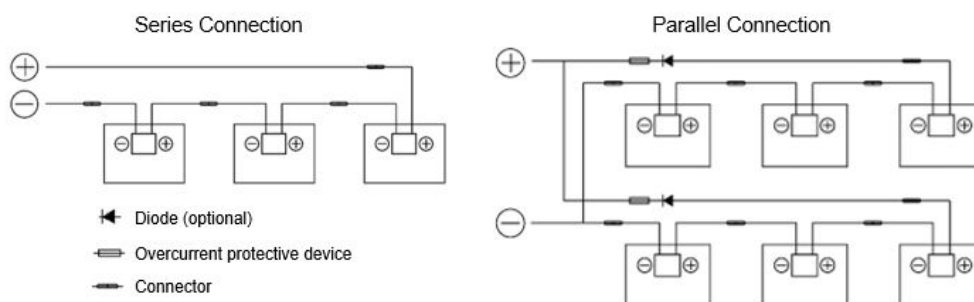 Series Connection
Parallel Connection
Diode (optional)
Overcurrent protective device
Connector